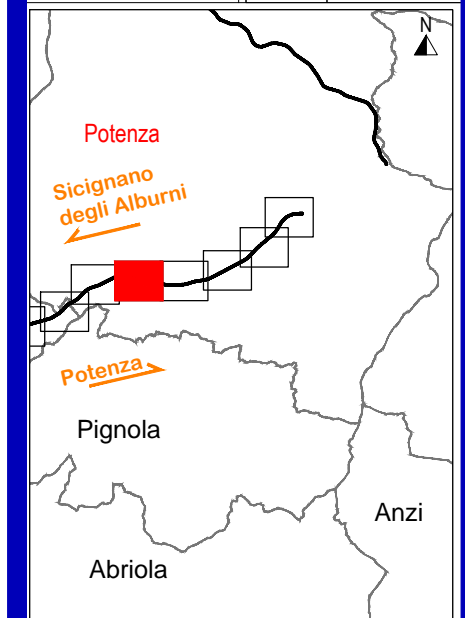 N
Potenza
Sicignano
degli Alburni
Potenza
Pignola
Anzi
Abriola